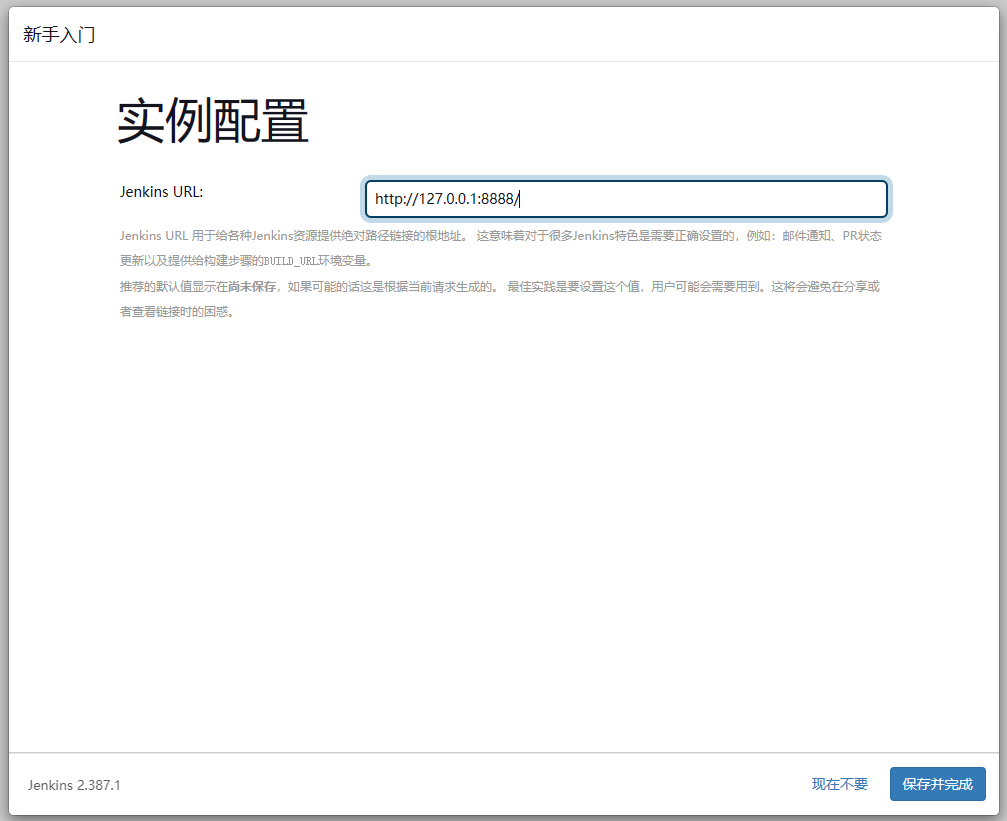 新手入门
实例配置
Jenkins URL:
http://127.0.0.1:8888/
Jenkins URL 用于给各种Jenkins资源提供绝对路径链接的根地址。 这意味着对于很多Jenkins特色是需要正确设置的，例如：邮件通知、PR状态
更新以及提供给构建步骤的BUILD_URL环境变量。
推荐的默认值显示在尚未保存，如果可能的话这是根据当前请求生成的。 最佳实践是要设置这个值，用户可能会需要用到。这将会避免在分享或
者查看链接时的困惑。
Jenkins 2.387.1
现在不要
保存并完成